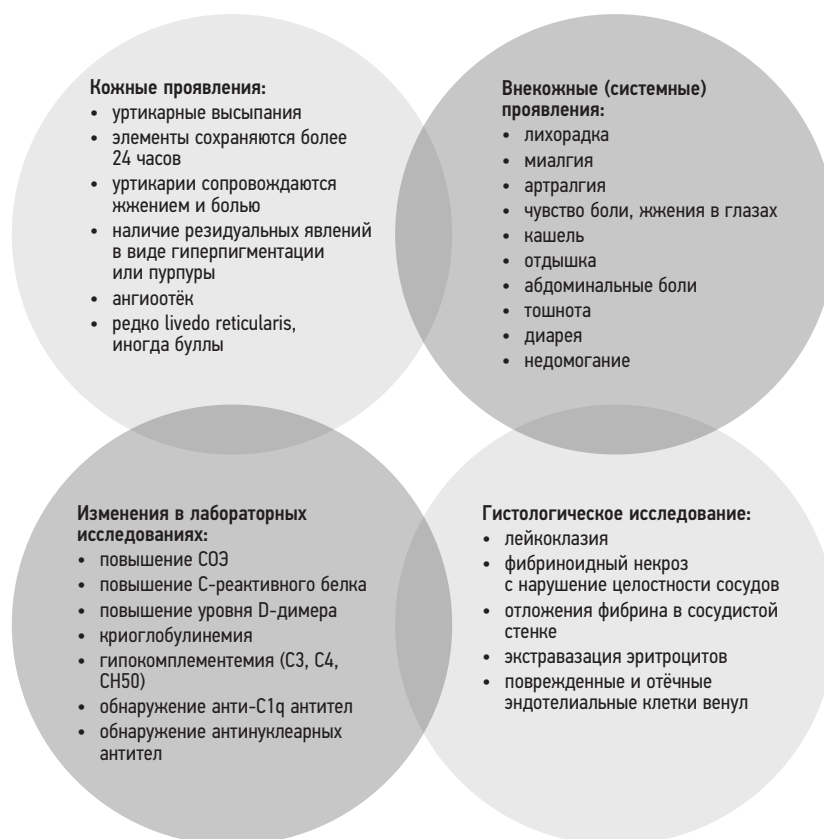 Кожные проявления:
• уртикарные высыпания
• элементы сохраняются более
24 часов
• уртикарии сопровождаются
жжением и болью
• наличие резидуальных явлений
в виде гиперпигментации
или пурпуры
• ангиоотёк
• редко livedo reticularis,
иногда буллы
Внекожные (системные)
проявления:
• лихорадка
• миалгия
• артралгия
• чувство боли, жжения в глазах
• кашель
• отдышка
• абдоминальные боли
• тошнота
• диарея
• недомогание
Изменения в лабораторных
исследованиях:
• повышение СОЭ
• повышение С-реактивного белка
• повышение уровня D-димера
• криоглобулинемия
• гипокомплементемия (С3, С4,
СН50)
• обнаружение анти-С1q антител
• обнаружение антинуклеарных
антител
Гистологическое исследование:
• лейкоклазия
• фибриноидный некроз
с нарушение целостности сосудов
• отложения фибрина в сосудистой
стенке
• экстравазация эритроцитов
• поврежденные и отёчные
эндотелиальные клетки венул